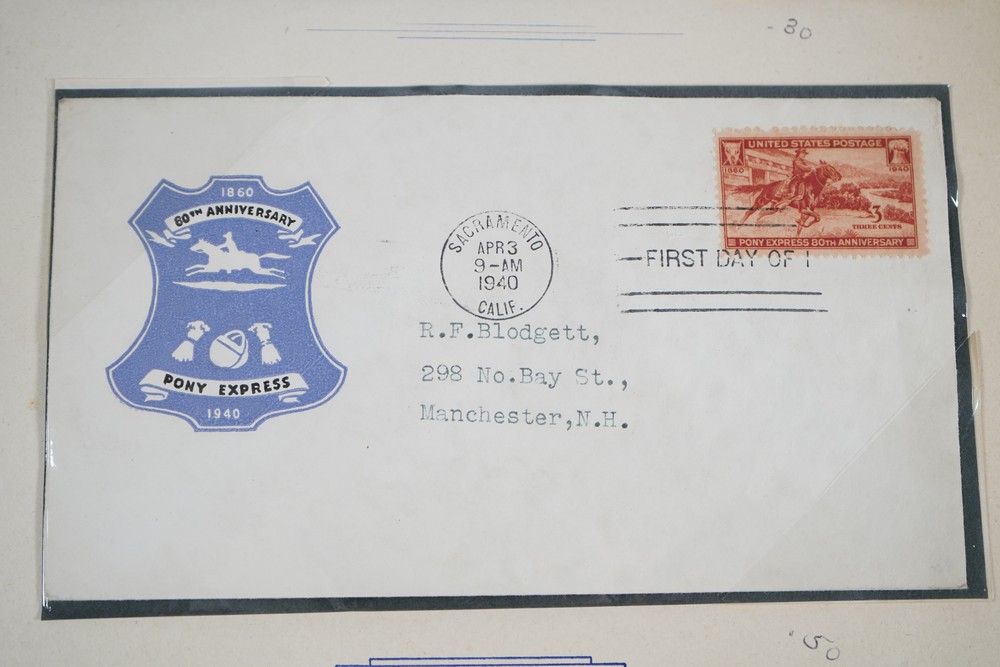 -30
1860
80TH ANNIVERSARY
PONY EXPRESS
1940
SACRAMENTO
APR 3
9-AM
1940
CALIF.
FIRST DAY OF I
UNITED STATES POSTAGE
1860 1940
3
THREE CENTS
PONY EXPRESS 80TH ANNIVERSARY
R.F.Blodgett,
298 No.Bay St.,
Manchester,N.H.
.50